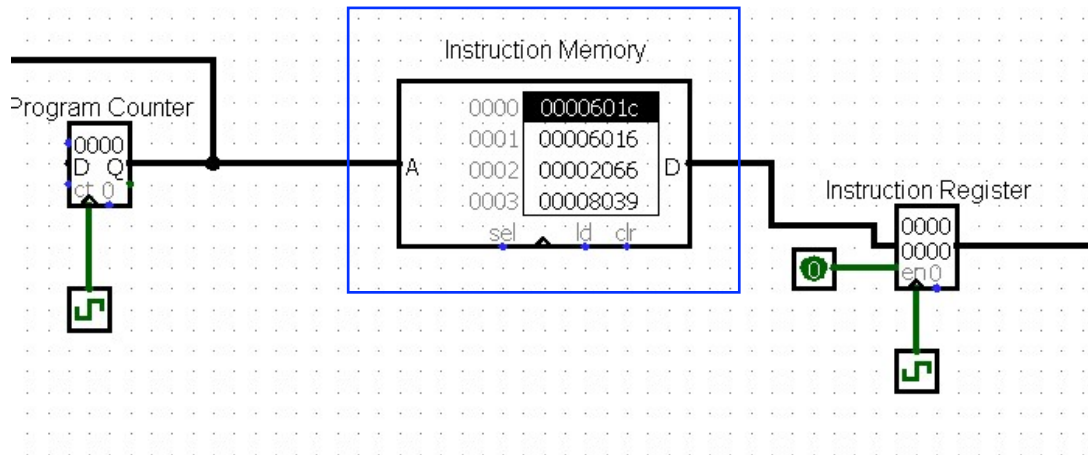 Instruction Memory
Program Counter
0000 0000601c
0001 00006016
0002 00002066
0003 00008039
A
D
sel ld clr
0000
D Q
ct 0
Instruction Register
0000
0000
en 0
0